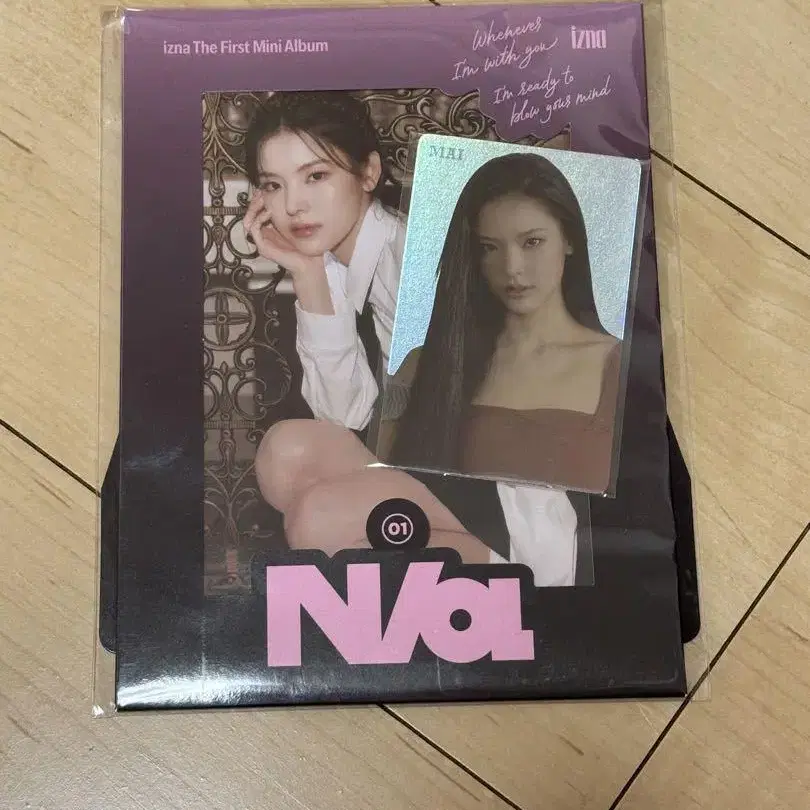 izna The First Mini Album
Whenever
I'm with you
I'm ready to
blow your mind
izna
MAI
01
N/a